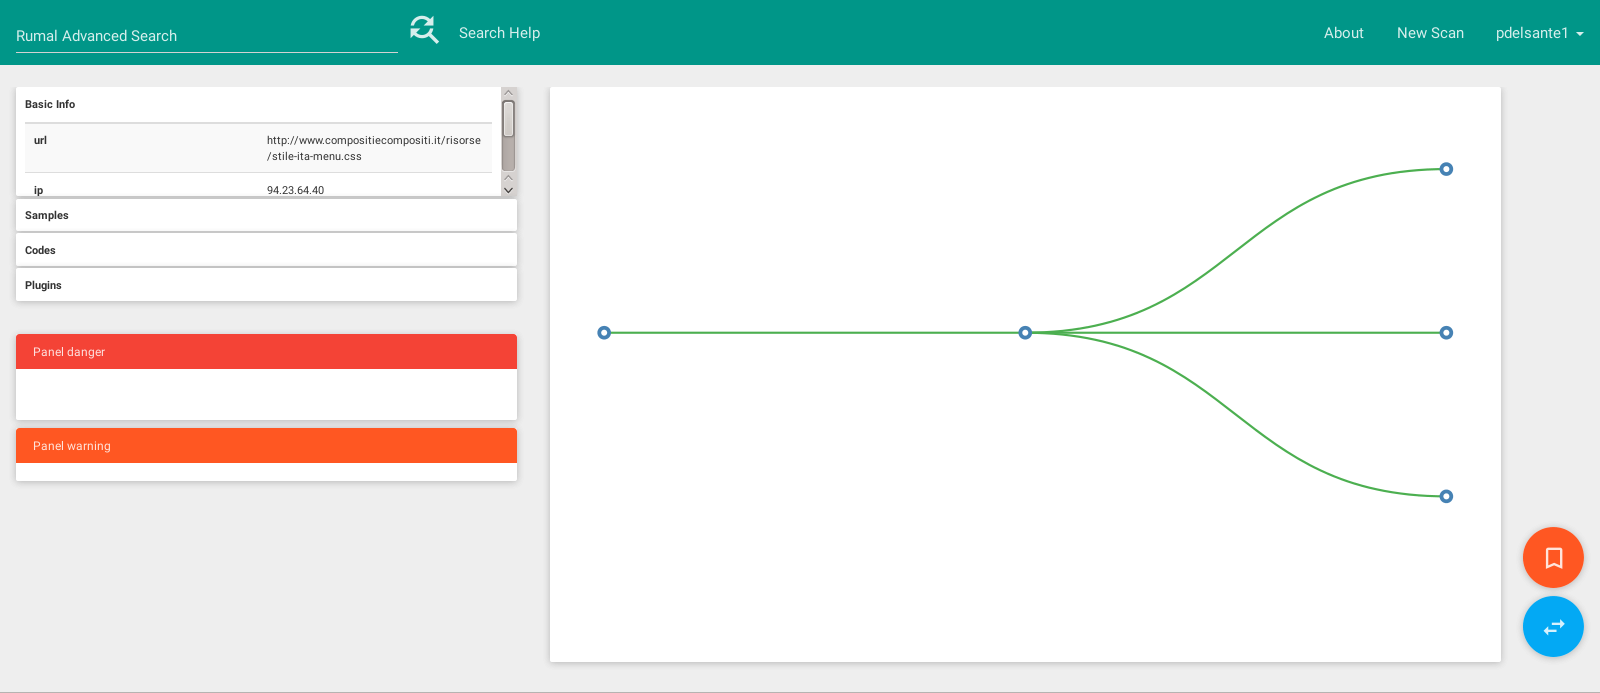 Rumal Advanced Search
Search Help
About
New Scan
pdelsante1
Basic Info
url
http://www.compositiecompositi.it/risorse
/stile-ita-menu.css
ip
94.23.64.40
Samples
Codes
Plugins
Panel danger
Panel warning